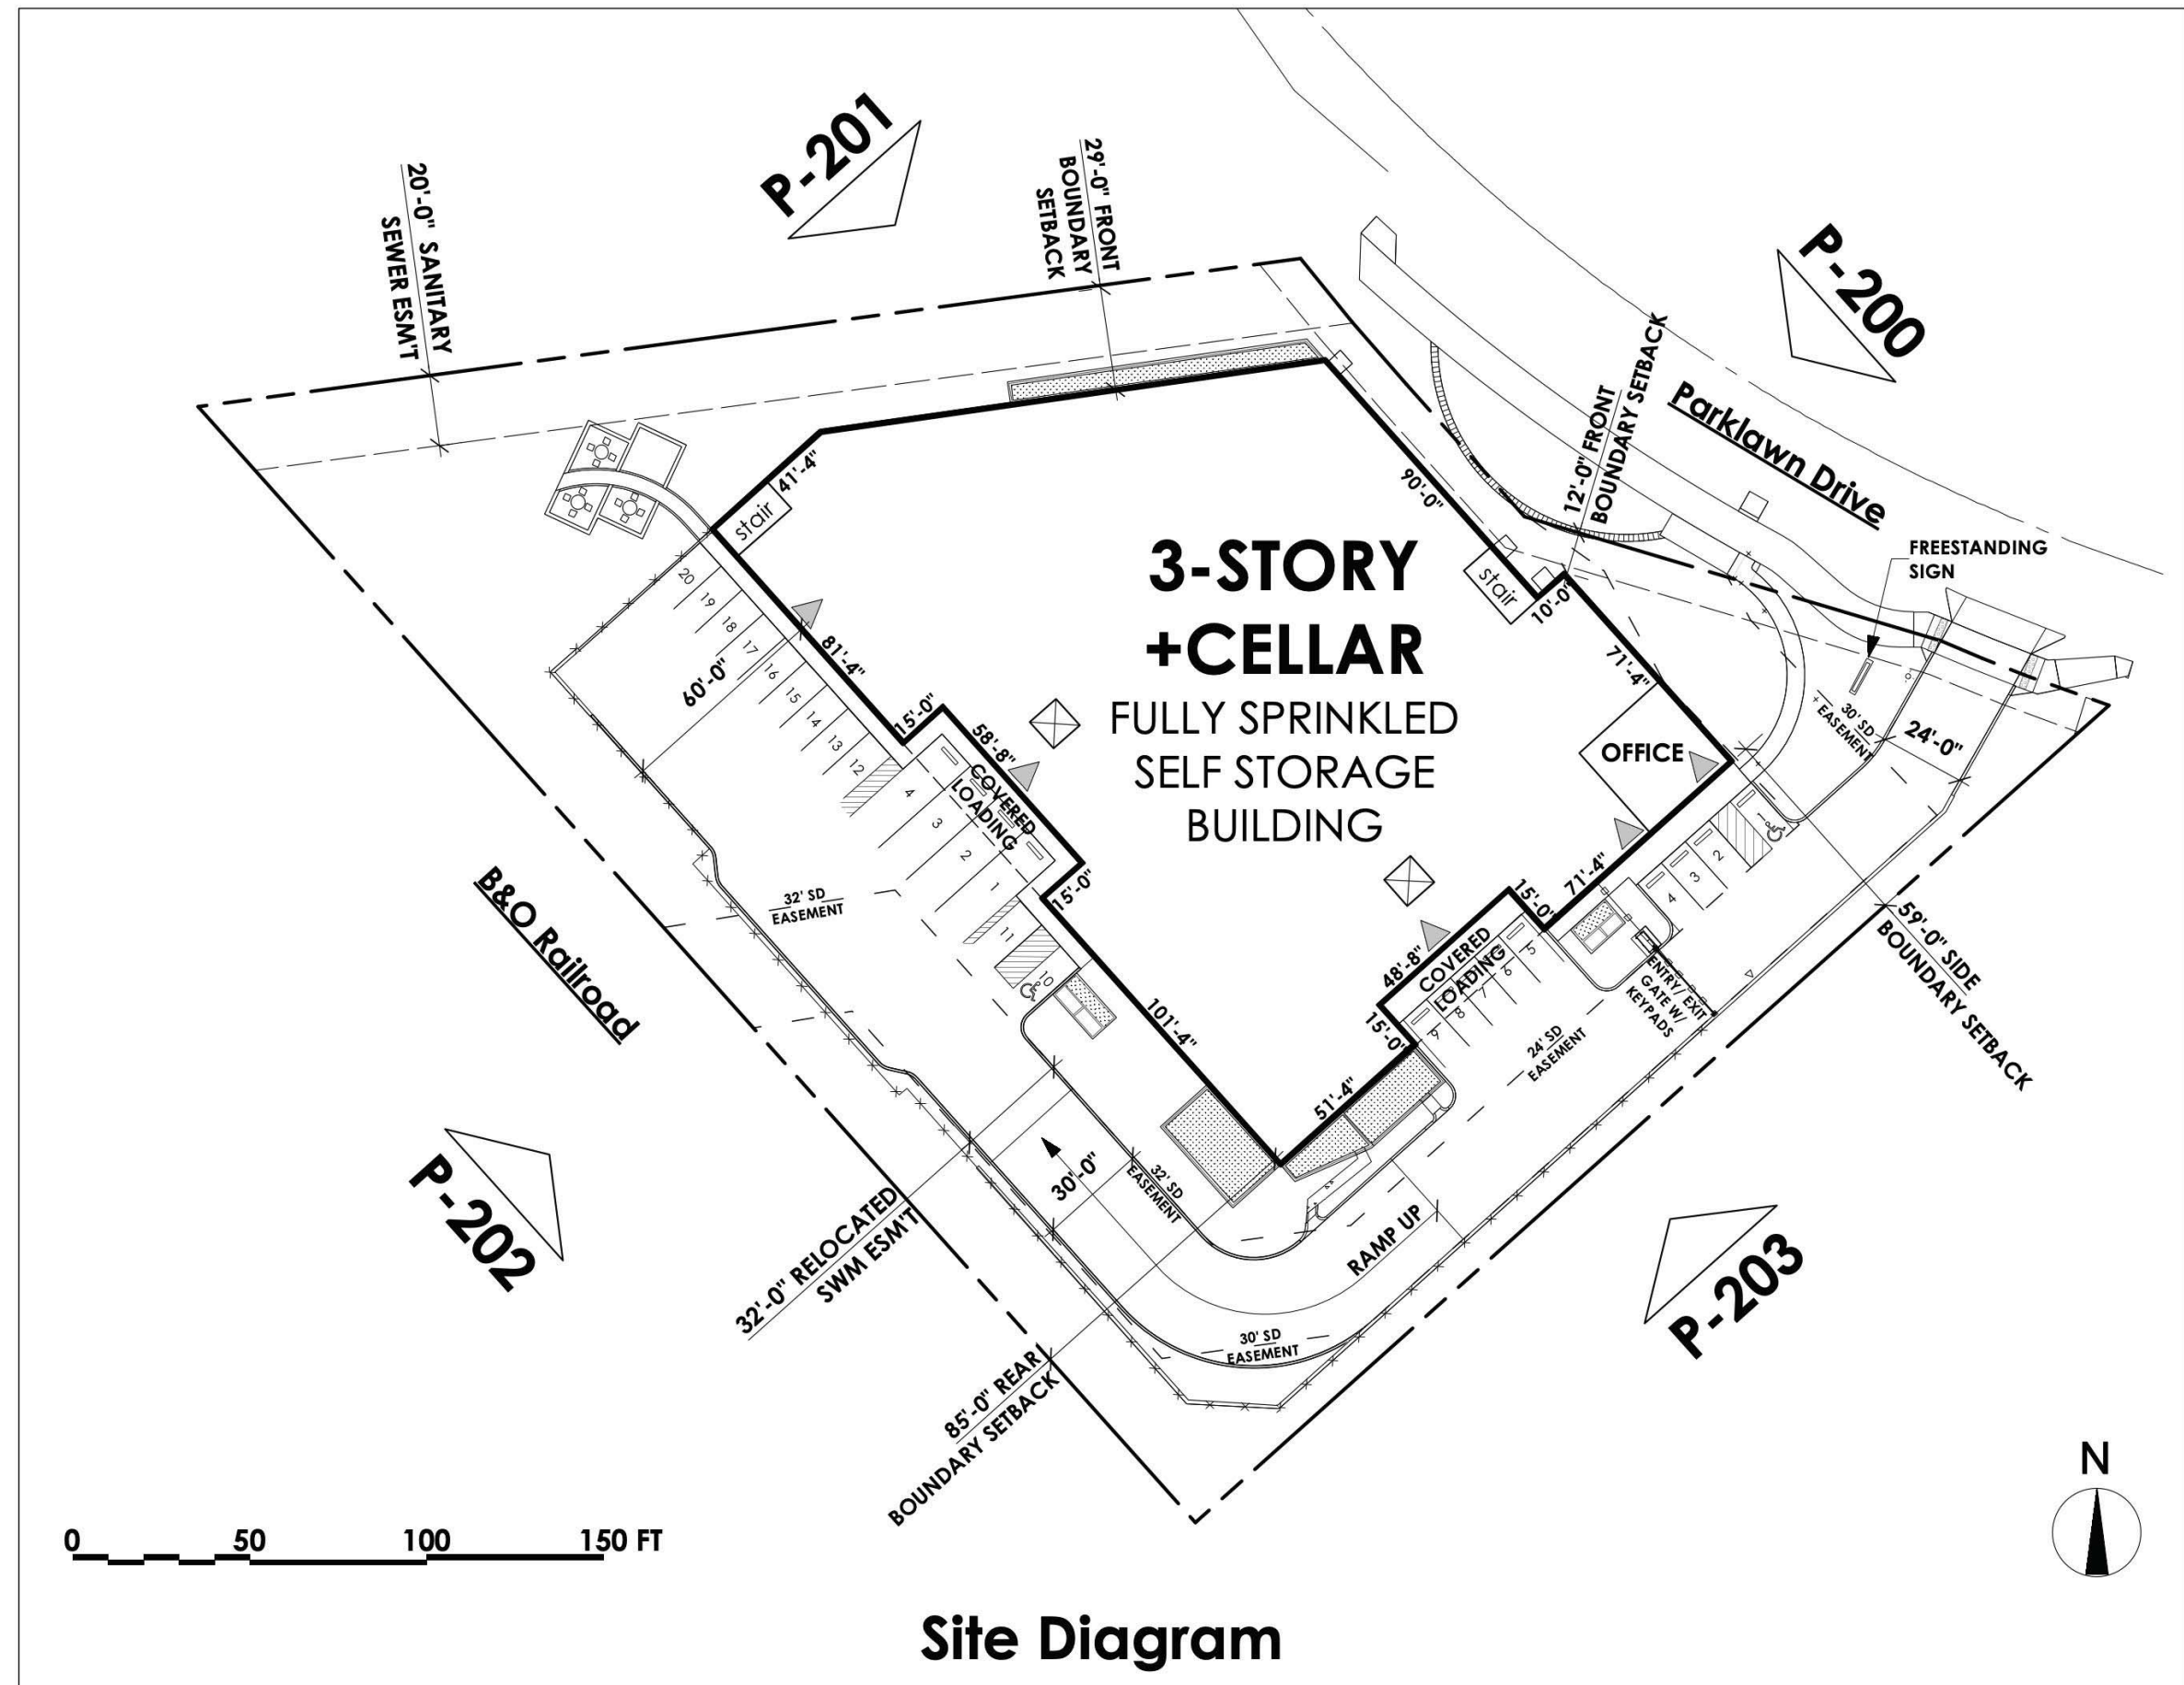 P-201
P-200
20'-0" SANITARY
SEWER ESM'T
29'-0" FRONT
BOUNDARY
SETBACK
12'-0" FRONT
BOUNDARY SETBACK
Parklawn Drive
FREESTANDING
SIGN
41'-4"
stair
90'-0"
stair
10'-0"
71'-4"
3-STORY
+CELLAR
FULLY SPRINKLED
SELF STORAGE
BUILDING
OFFICE
30' SD
EASEMENT
24'-0"
20
19
18
17
16
15
14
13
12
60'-0"
81'-4"
15'-0"
58'-8"
COVERED
LOADING
4
3
2
1
15'-0"
11
10
32' SD
EASEMENT
B&O Railroad
101'-4"
71'-4"
15'-0"
48'-8"
COVERED
LOADING
15'-0"
51'-4"
1
2
3
4
5
6
7
8
9
ENTRY/ EXIT
GATE W/
KEYPADS
24' SD
EASEMENT
59'-0" SIDE
BOUNDARY SETBACK
P-202
32'-0" RELOCATED
SWM ESM'T
30'-0"
32' SD
EASEMENT
RAMP UP
30' SD
EASEMENT
85'-0" REAR
BOUNDARY SETBACK
P-203
N
0 50 100 150 FT
Site Diagram